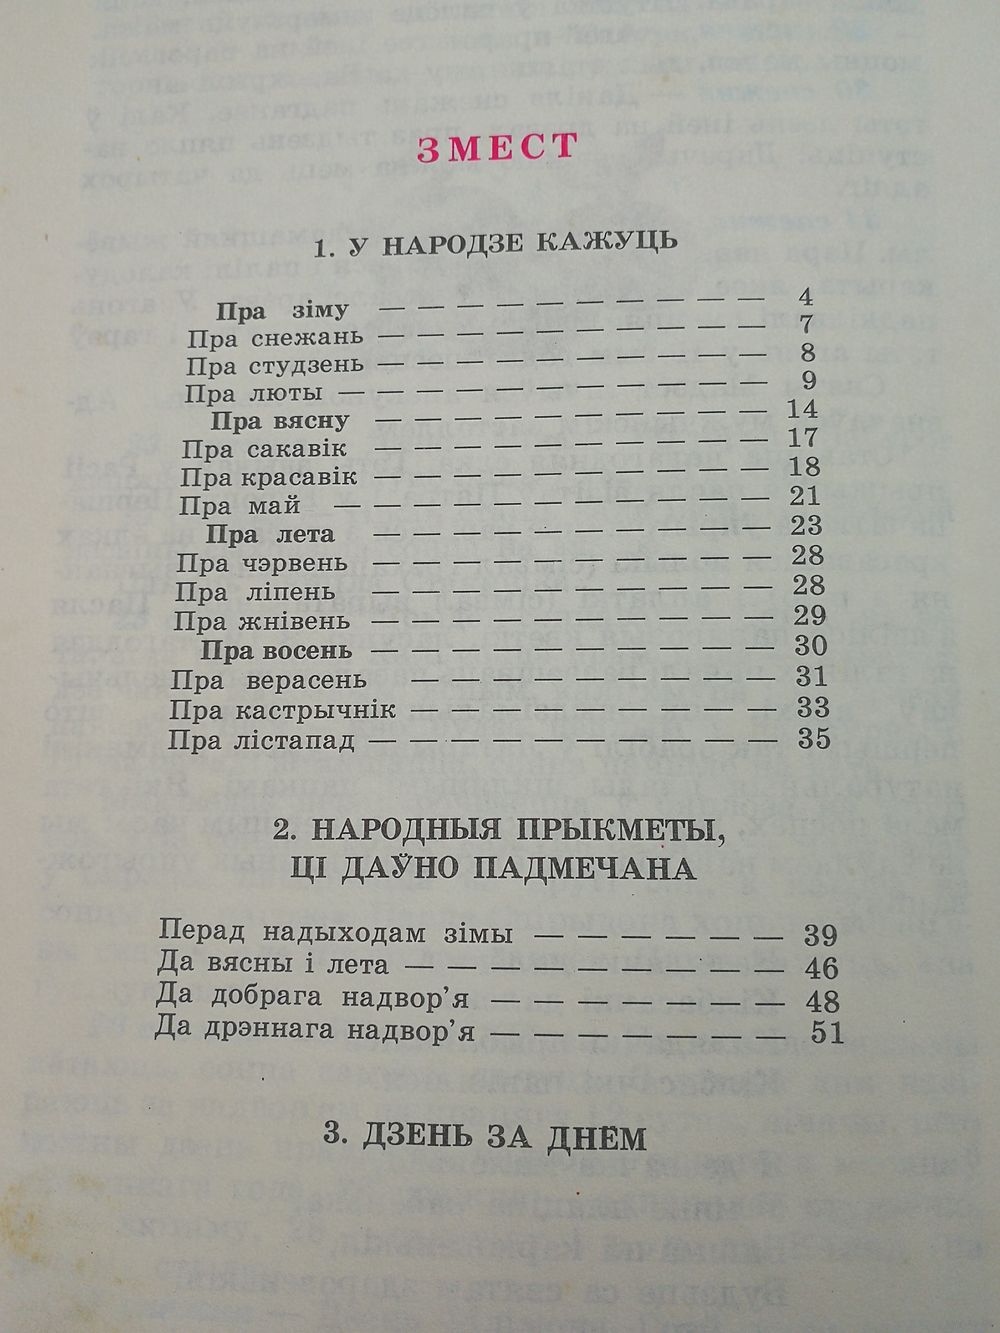 ЗМЕСТ
1. У НАРОДЗЕ КАЖУЦЬ
Пра зіму — — — — — — — — — 4
Пра снежань — — — — — — — — — 7
Пра студзень — — — — — — — — — 8
Пра люты — — — — — — — — — — 9
Пра вясну — — — — — — — — — 14
Пра сакавік — — — — — — — — — 17
Пра красавік — — — — — — — — — 18
Пра май — — — — — — — — — — 21
Пра лета — — — — — — — — — 23
Пра чэрвень — — — — — — — — — 28
Пра ліпень — — — — — — — — — 28
Пра жнівень — — — — — — — — — 29
Пра восень — — — — — — — — — 30
Пра верасень — — — — — — — — 31
Пра кастрычнік — — — — — — — — 33
Пра лістапад — — — — — — — — — 35
2. НАРОДНЫЯ ПРЫКМЕТЫ,
ЦІ ДАЎНО ПАДМЕЧАНА
Перад надыходам зімы — — — — — — 39
Да вясны і лета — — — — — — — — — 46
Да добрага надвор'я — — — — — — — 48
Да дрэннага надвор'я — — — — — — — 51
3. ДЗЕНЬ ЗА ДНЁМ